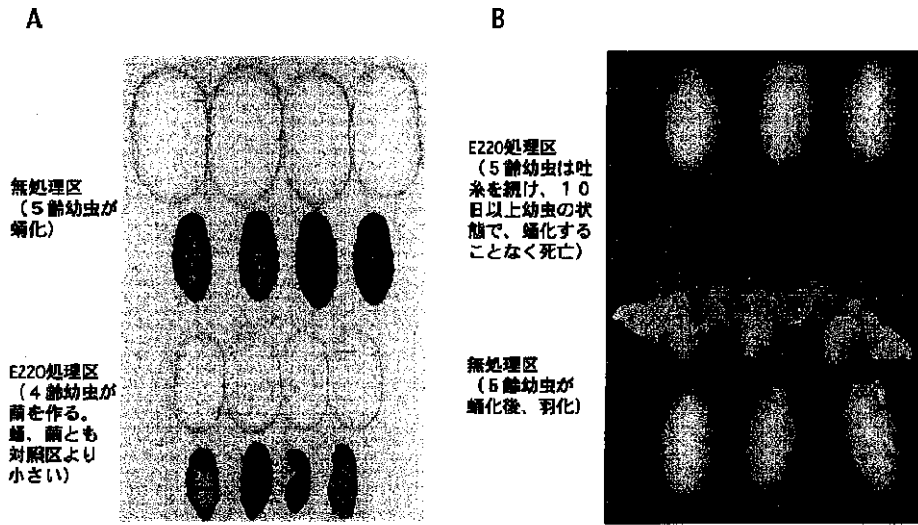 A
無処理区
(5齢幼虫が
蛹化)
E220処理区
(4齢幼虫が
繭を作る。
蛹、繭とも
対照区より
小さい)
B
E220処理区
(5齢幼虫は吐
糸を続け、10
日以上幼虫の状
態で、蛹化する
ことなく死亡)
無処理区
(5齢幼虫が
蛹化後、羽化)